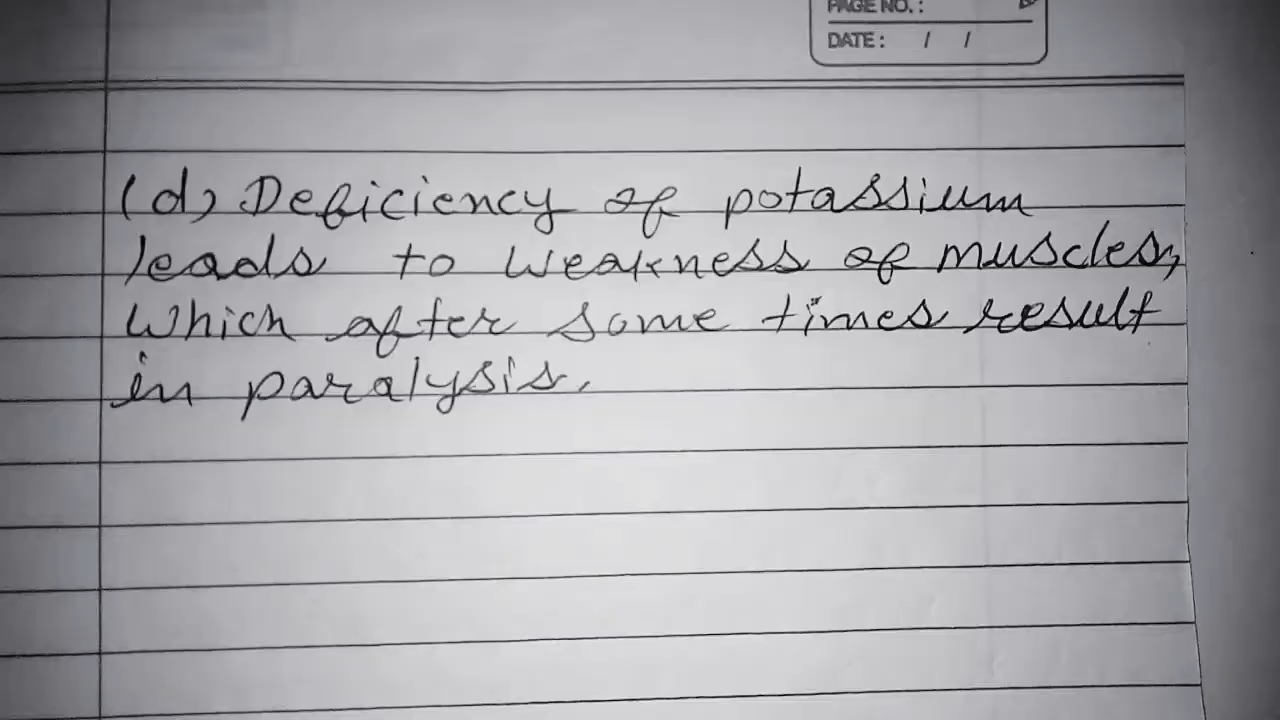 PAGE NO.:
DATE: / /
(d) Deficiency of potassium
leads to weakness of muscles,
which after some times result
in paralysis.